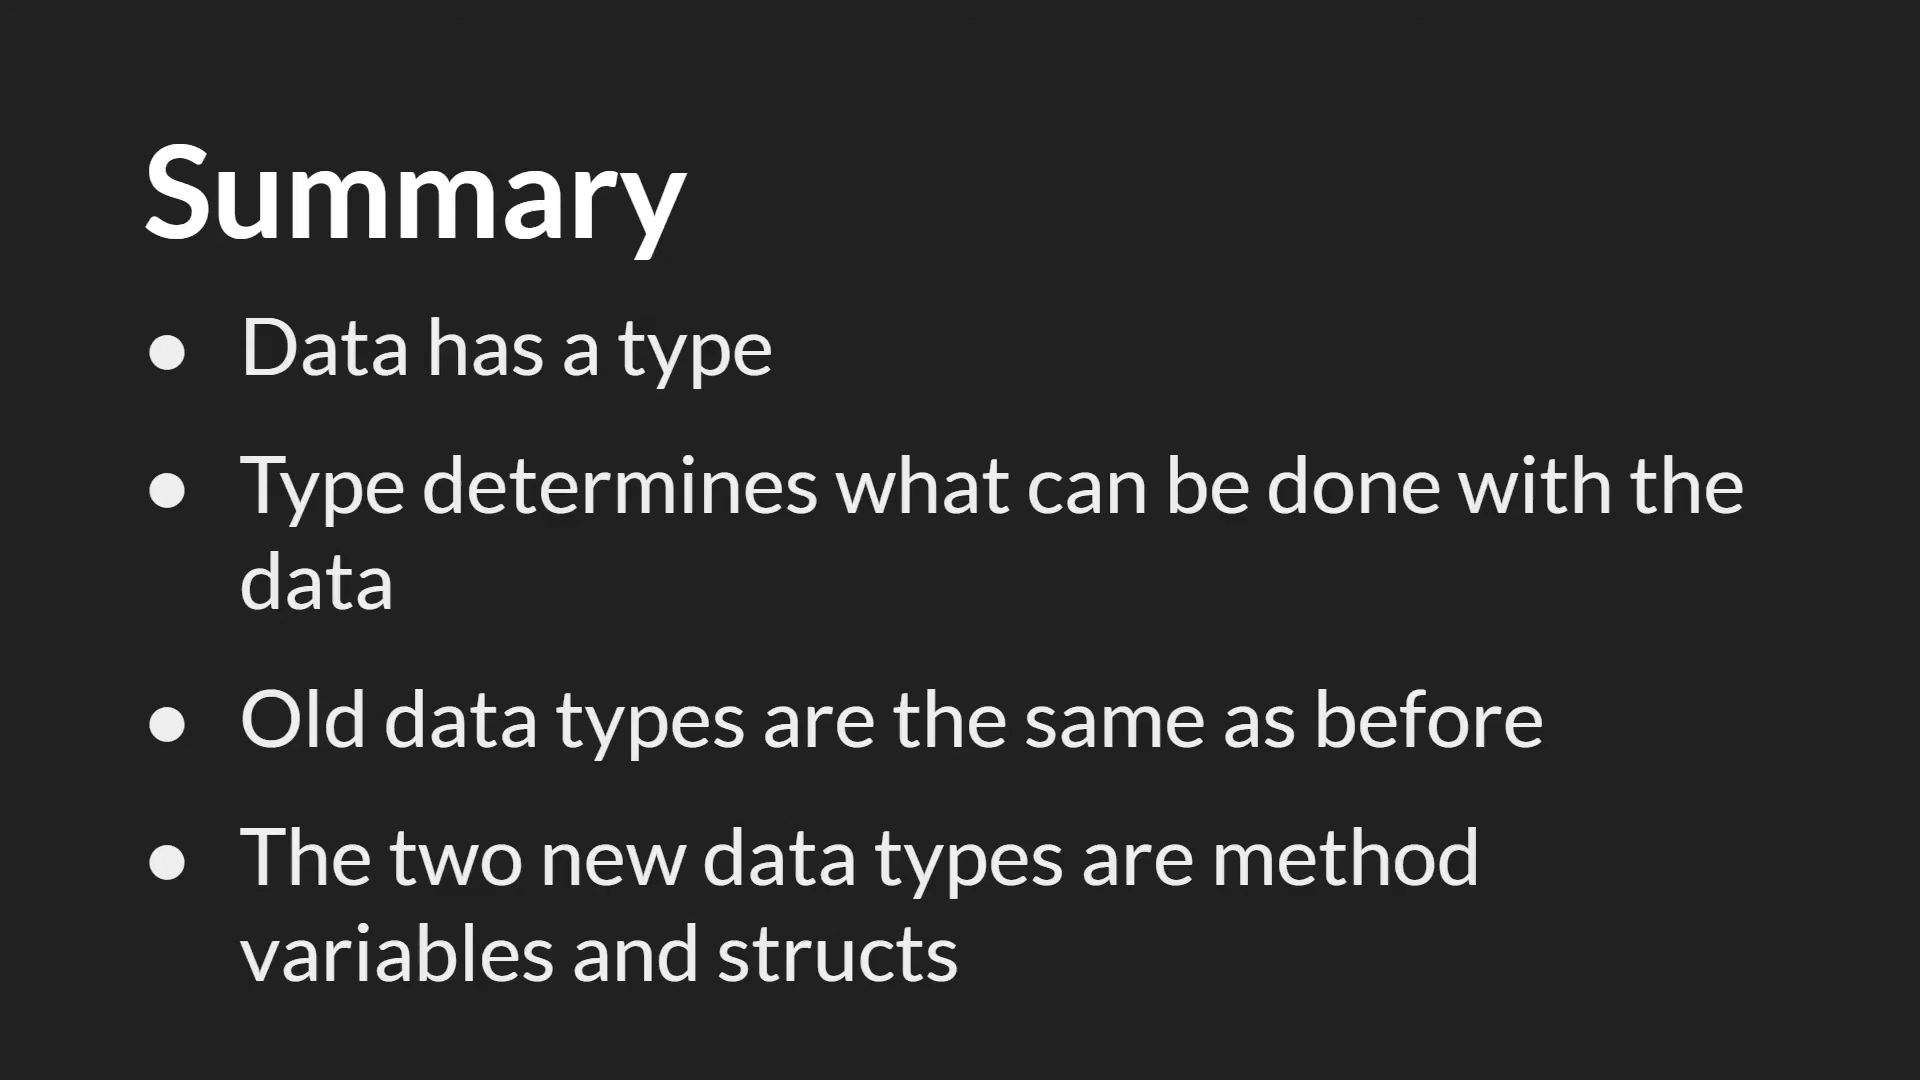 Summary
● Data has a type
● Type determines what can be done with the
data
● Old data types are the same as before
● The two new data types are method
variables and structs